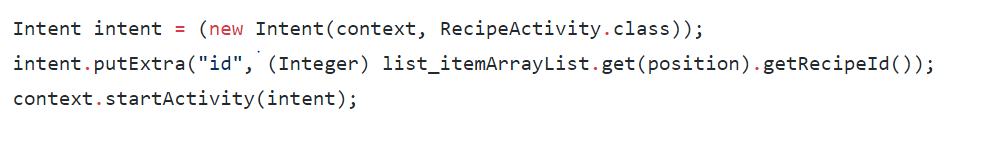 Intent intent = (new Intent(context, RecipeActivity.class));
intent.putExtra("id", (Integer) list_itemArrayList.get(position).getRecipeId());
context.startActivity(intent);